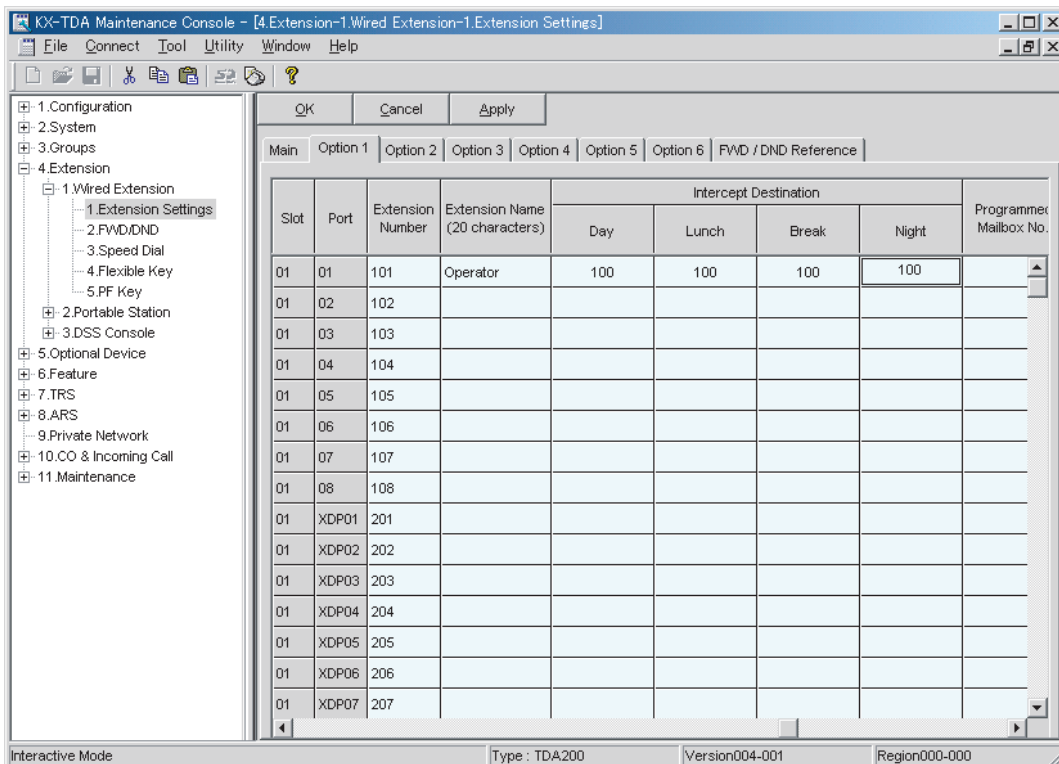 KX-TDA Maintenance Console - [4.Extension-1.Wired Extension-1.Extension Settings]
File Connect Tool Utility Window Help
1.Configuration
2.System
3.Groups
4.Extension
1.Wired Extension
1.Extension Settings
2.FWD/DND
3.Speed Dial
4.Flexible Key
5.PF Key
2.Portable Station
3.DSS Console
5.Optional Device
6.Feature
7.TRS
8.ARS
9.Private Network
10.CO & Incoming Call
11.Maintenance
OK Cancel Apply
Main Option 1 Option 2 Option 3 Option 4 Option 5 Option 6 FWD / DND Reference
Intercept Destination
Slot Port Extension Number Extension Name (20 characters) Day Lunch Break Night Programmed Mailbox No.
01 01 101 Operator 100 100 100 100
01 02 102
01 03 103
01 04 104
01 05 105
01 06 106
01 07 107
01 08 108
01 XDP01 201
01 XDP02 202
01 XDP03 203
01 XDP04 204
01 XDP05 205
01 XDP06 206
01 XDP07 207
Interactive Mode Type : TDA200 Version004-001 Region000-000